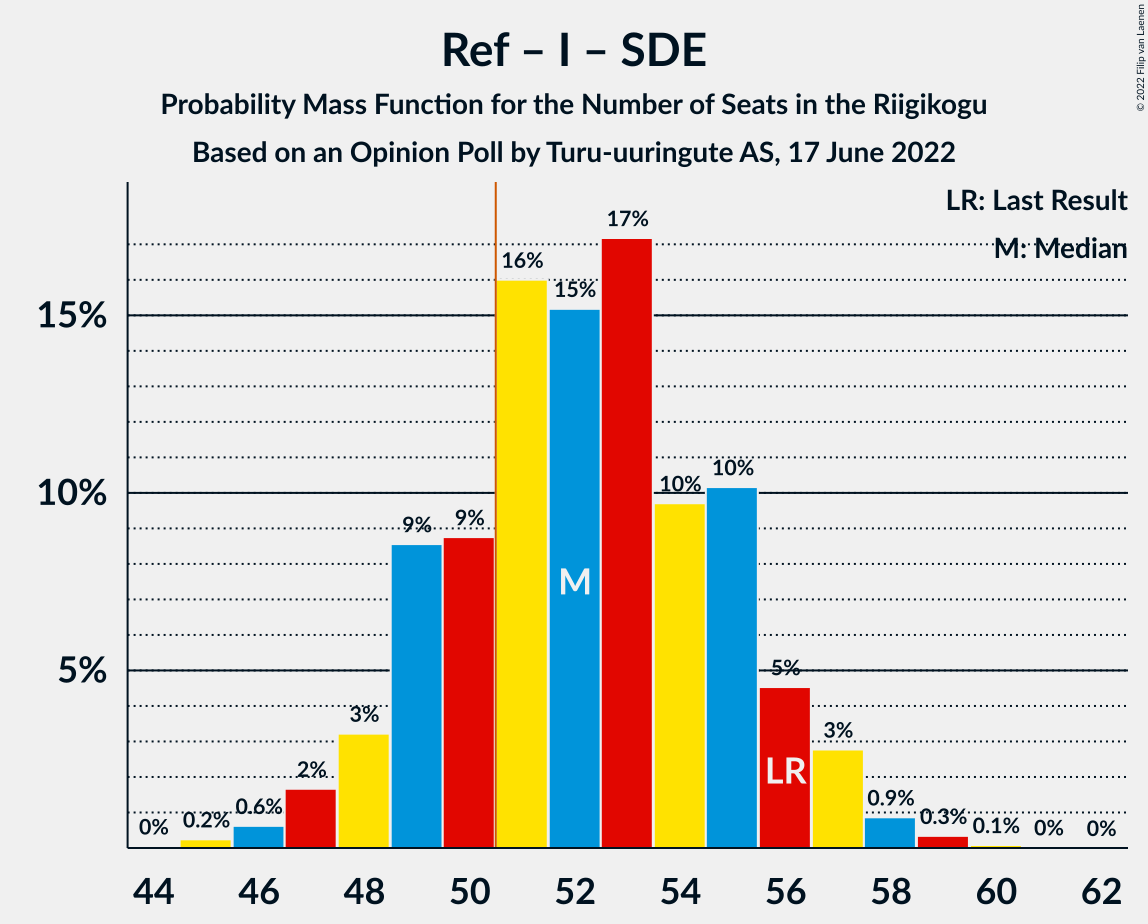 Ref – I – SDE
Probability Mass Function for the Number of Seats in the Riigikogu
Based on an Opinion Poll by Turu-uuringute AS, 17 June 2022
© 2022 Filip van Laenen
LR: Last Result
M: Median
17%
16%
15%
15%
10%
10%
10%
9%
9%
M
5%
5%
3%
3%
2%
LR
0.9%
0.6%
0.3%
0.2%
0.1%
0%
0%
0%
44 46 48 50 52 54 56 58 60 62